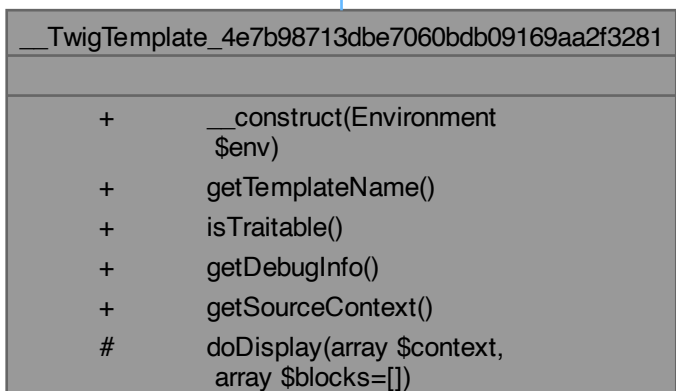 __TwigTemplate_4e7b98713dbe7060bdb09169aa2f3281
+ __construct(Environment
$env)
+ getTemplateName()
+ isTraitable()
+ getDebugInfo()
+ getSourceContext()
# doDisplay(array $context,
array $blocks=[])